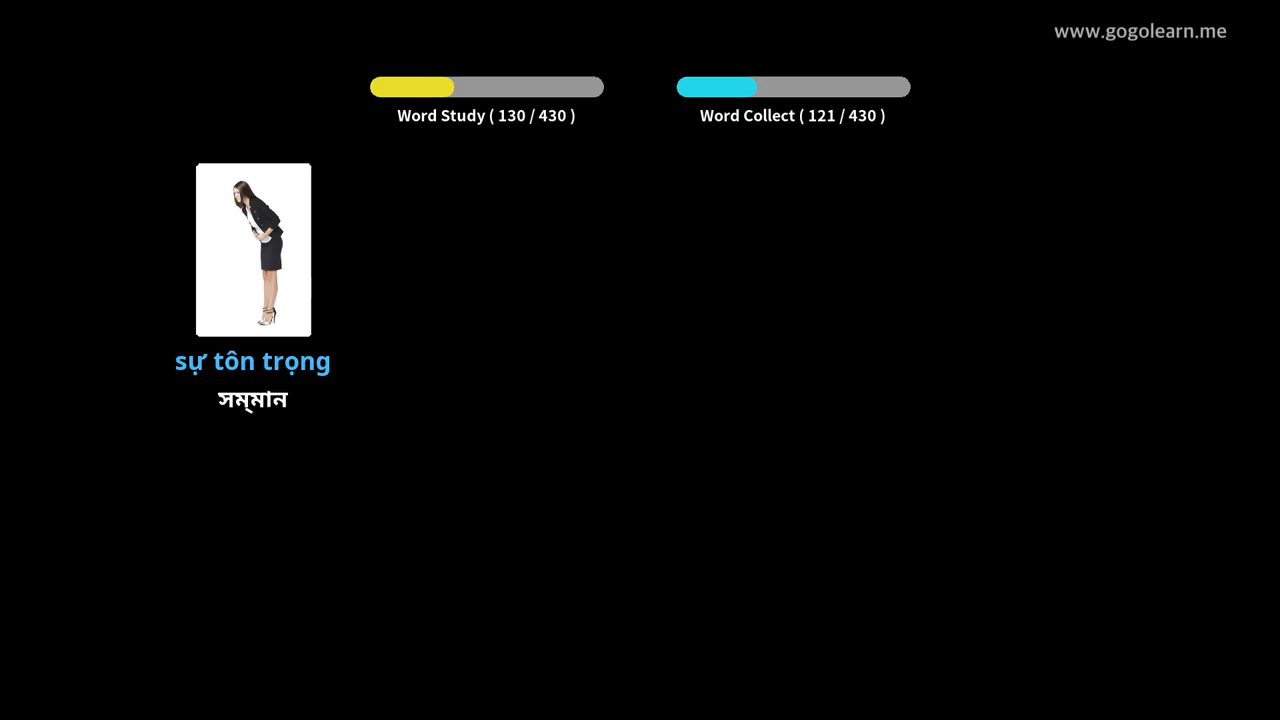 www.gogolearn.me
Word Study ( 130 / 430 )
Word Collect ( 121 / 430 )
sự tôn trọng
সম্মান